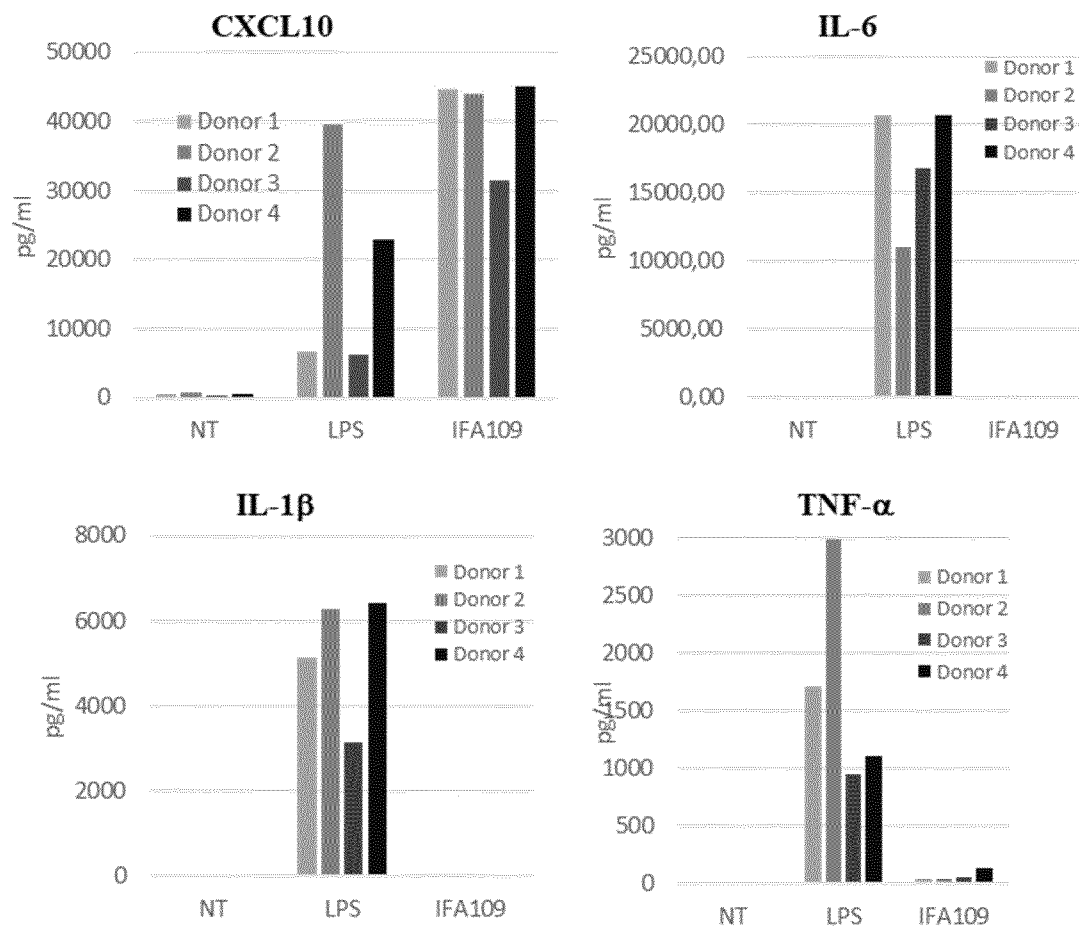 CXCL10
50000
40000
30000
20000
10000
0
pg/ml
Donor 1
Donor 2
Donor 3
Donor 4
NT LPS IFA109
IL-6
25000,00
20000,00
15000,00
10000,00
5000,00
0,00
pg/ml
Donor 1
Donor 2
Donor 3
Donor 4
NT LPS IFA109
IL-1β
8000
6000
4000
2000
0
pg/ml
Donor 1
Donor 2
Donor 3
Donor 4
NT LPS IFA109
TNF-α
3000
2500
2000
1500
1000
500
0
pg/ml
Donor 1
Donor 2
Donor 3
Donor 4
NT LPS IFA109